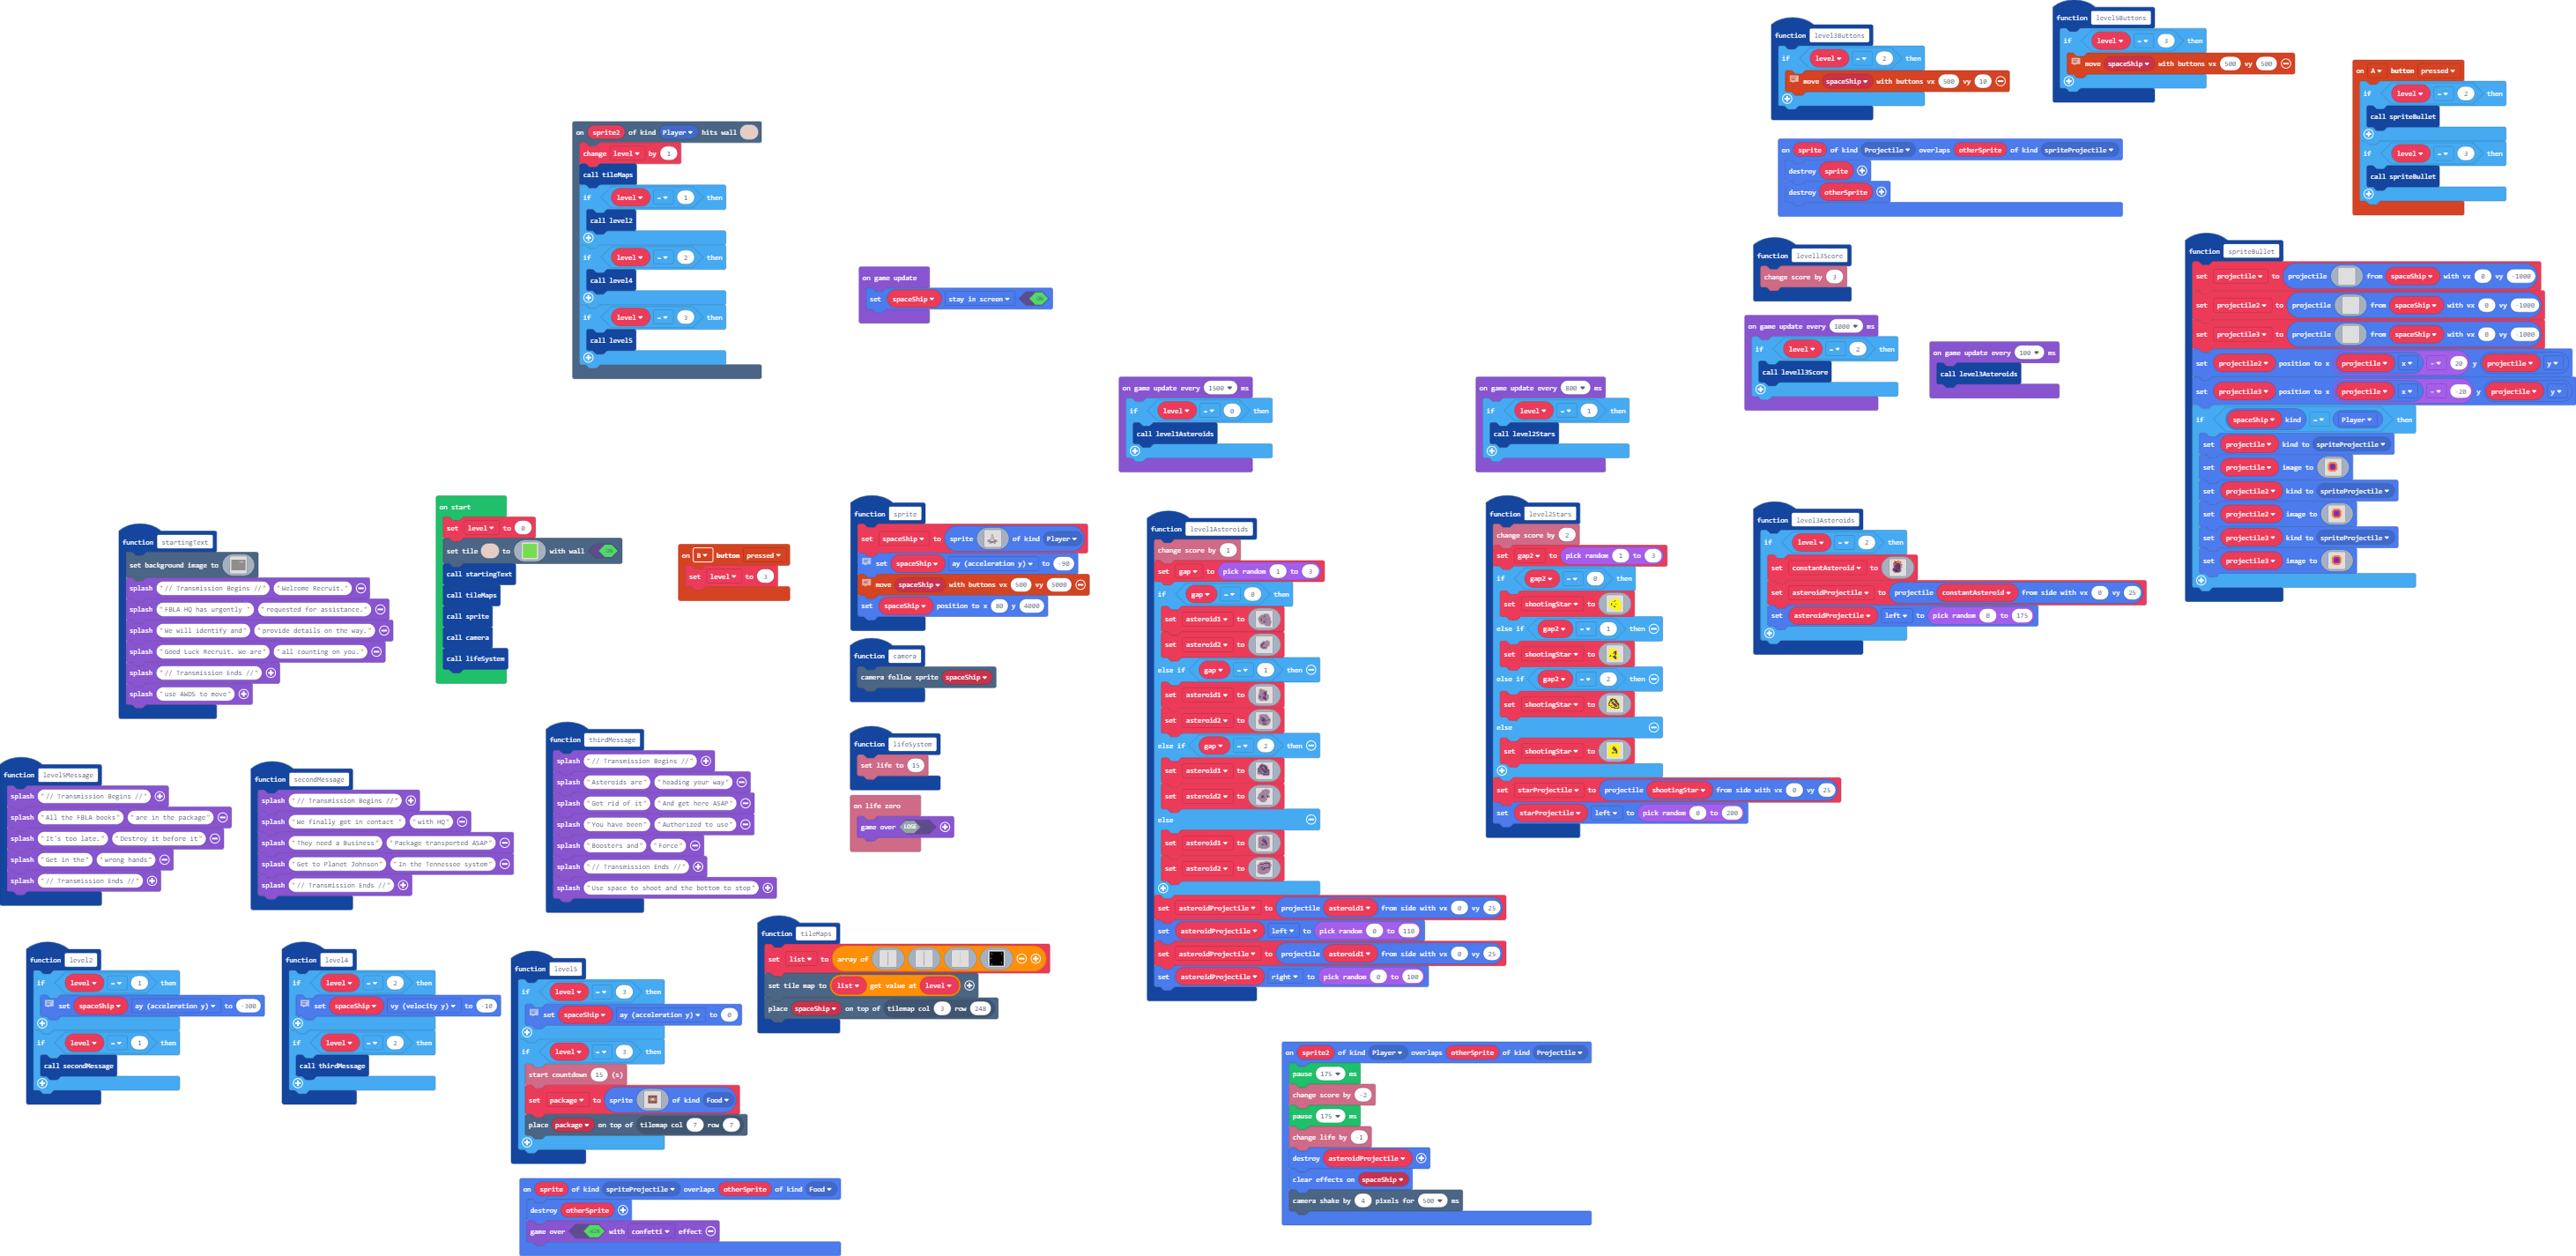 function level3Buttons
if level = 2 then
move spaceShip with buttons vx 500 vy 10
function level5Buttons
if level = 3 then
move spaceShip with buttons vx 500 vy 500
on A button pressed
if level = 2 then
call spriteBullet
if level = 3 then
call spriteBullet
on sprite2 of kind Player hits wall
change level by 1
call tileMaps
if level = 1 then
call level2
if level = 2 then
call level4
if level = 3 then
call level5
on sprite of kind Projectile overlaps otherSprite of kind spriteProjectile
destroy sprite
destroy otherSprite
on game update
set spaceShip stay in screen ON
function levell3Score
change score by 3
on game update every 1000 ms
if level = 2 then
call levell3Score
on game update every 100 ms
call level3Asteroids
function spriteBullet
set projectile to projectile from spaceShip with vx 0 vy -1000
set projectile2 to projectile from spaceShip with vx 0 vy -1000
set projectile3 to projectile from spaceShip with vx 0 vy -1000
set projectile2 position to x projectile x - 20 y projectile y
set projectile3 position to x projectile x - -20 y projectile y
if spaceShip kind = Player then
set projectile kind to spriteProjectile
set projectile image to
set projectile2 kind to spriteProjectile
set projectile2 image to
set projectile3 kind to spriteProjectile
set projectile3 image to
on game update every 1500 ms
if level = 0 then
call level1Asteroids
on game update every 800 ms
if level = 1 then
call level2Stars
function startingText
set background image to
splash "// Transmission Begins //" "Welcome Recruit."
splash "FBLA HQ has urgently " "requested for assistance."
splash "We will identify and" "provide details on the way."
splash "Good Luck Recruit. We are" "all counting on you."
splash "// Transmission Ends //"
splash "use AWDS to move"
on start
set level to 0
set tile to with wall ON
call startingText
call tileMaps
call sprite
call camera
call lifeSystem
on B button pressed
set level to 3
function sprite
set spaceShip to sprite of kind Player
set spaceShip ay (acceleration y) to -90
move spaceShip with buttons vx 500 vy 5000
set spaceShip position to x 80 y 4000
function camera
camera follow sprite spaceShip
function lifeSystem
set life to 15
on life zero
game over LOSE
function level1Asteroids
change score by 1
set gap to pick random 1 to 3
if gap = 0 then
set asteroid1 to
set asteroid2 to
else if gap = 1 then
set asteroid1 to
set asteroid2 to
else if gap = 2 then
set asteroid1 to
set asteroid2 to
else
set asteroid1 to
set asteroid2 to
set asteroidProjectile to projectile asteroid1 from side with vx 0 vy 25
set asteroidProjectile left to pick random 0 to 110
set asteroidProjectile to projectile asteroid1 from side with vx 0 vy 25
set asteroidProjectile right to pick random 0 to 100
function level2Stars
change score by 2
set gap2 to pick random 1 to 3
if gap2 = 0 then
set shootingStar to
else if gap2 = 1 then
set shootingStar to
else if gap2 = 2 then
set shootingStar to
else
set shootingStar to
set starProjectile to projectile shootingStar from side with vx 0 vy 25
set starProjectile left to pick random 0 to 200
function level3Asteroids
if level = 2 then
set constantAsteroid to
set asteroidProjectile to projectile constantAsteroid from side with vx 0 vy 25
set asteroidProjectile left to pick random 0 to 175
function level5Message
splash "// Transmission Begins //"
splash "All the FBLA books" "are in the package"
splash "It's too late." "Destroy it before it"
splash "Get in the" "wrong hands"
splash "// Transmission Ends //"
function secondMessage
splash "// Transmission Begins //"
splash "We finally get in contact " "with HQ"
splash "They need a Business" "Package transported ASAP"
splash "Get to Planet Johnson" "In the Tennessee system"
splash "// Transmission Ends //"
function thirdMessage
splash "// Transmission Begins //"
splash "Asteroids are" "heading your way"
splash "Get rid of it" "And get here ASAP"
splash "You have been" "Authorized to use"
splash "Boosters and" "Force"
splash "// Transmission Ends //"
splash "Use space to shoot and the bottom to stop"
function tileMaps
set list to array of
set tile map to list get value at level
place spaceShip on top of tilemap col 3 row 248
function level2
if level = 1 then
set spaceShip ay (acceleration y) to -300
if level = 1 then
call secondMessage
function level4
if level = 2 then
set spaceShip vy (velocity y) to -10
if level = 2 then
call thirdMessage
function level5
if level = 3 then
set spaceShip ay (acceleration y) to 0
if level = 3 then
start countdown 15 (s)
set package to sprite of kind Food
place package on top of tilemap col 7 row 7
on sprite2 of kind Player overlaps otherSprite of kind Projectile
pause 175 ms
change score by -2
pause 175 ms
change life by -1
destroy asteroidProjectile
clear effects on spaceShip
camera shake by 4 pixels for 500 ms
on sprite of kind spriteProjectile overlaps otherSprite of kind Food
destroy otherSprite
game over WIN with confetti effect